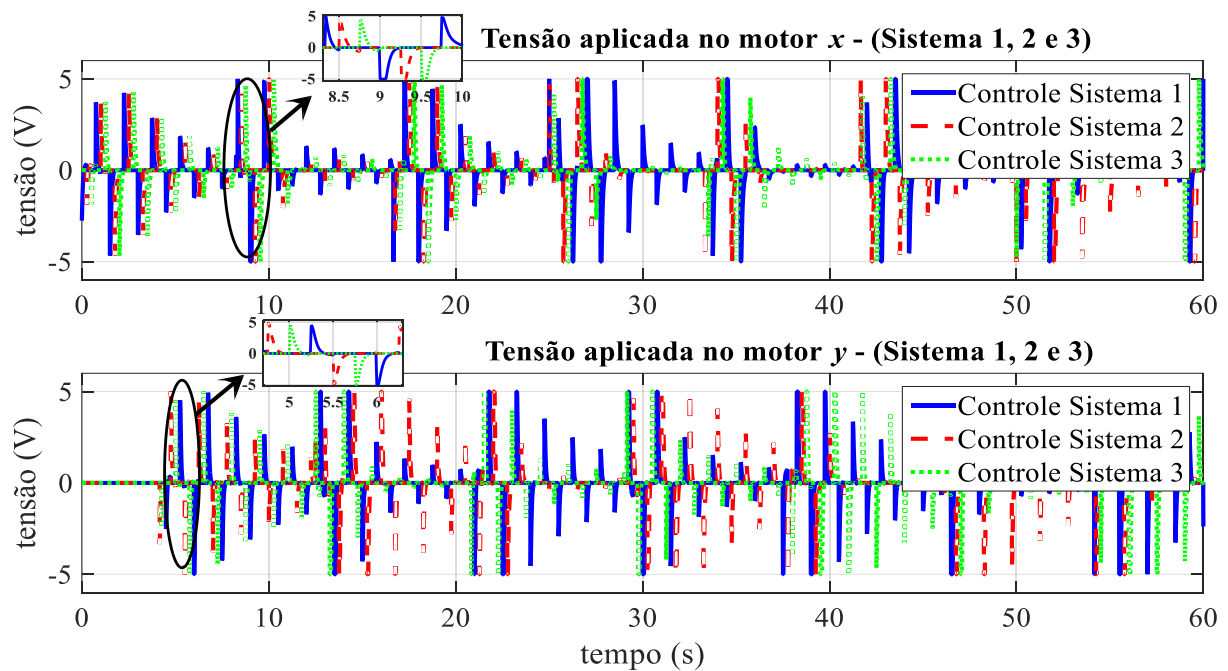 Tensão aplicada no motor x - (Sistema 1, 2 e 3)
5
0
-5
8.5 9 9.5 10
tensão (V)
5
0
-5
Controle Sistema 1
Controle Sistema 2
Controle Sistema 3
0 10 20 30 40 50 60
Tensão aplicada no motor y - (Sistema 1, 2 e 3)
5
0
-5
5 5.5 6
tensão (V)
5
0
-5
Controle Sistema 1
Controle Sistema 2
Controle Sistema 3
0 10 20 30 40 50 60
tempo (s)